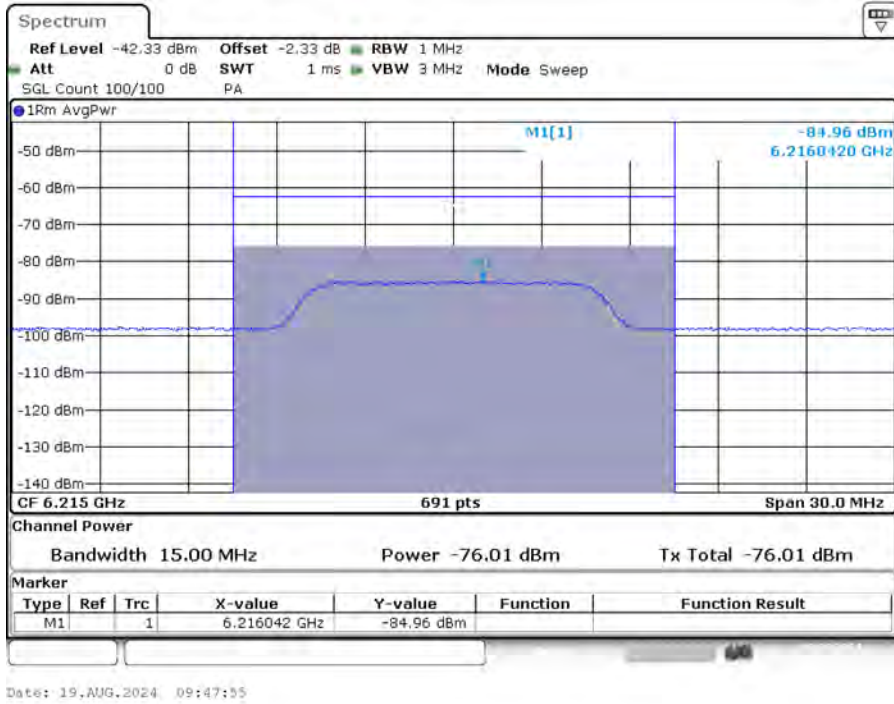 Spectrum
Ref Level -42.33 dBm Offset -2.33 dB RBW 1 MHz
Att 0 dB SWT 1 ms VBW 3 MHz Mode Sweep
SGL Count 100/100 PA
1Rm AvgPwr
M1[1] -84.96 dBm
6.2160420 GHz
-50 dBm
-60 dBm
-70 dBm
-80 dBm
M1
-90 dBm
-100 dBm
-110 dBm
-120 dBm
-130 dBm
-140 dBm
CF 6.215 GHz 691 pts Span 30.0 MHz
Channel Power
Bandwidth 15.00 MHz Power -76.01 dBm Tx Total -76.01 dBm
Marker
Type Ref Trc X-value Y-value Function Function Result
M1 1 6.216042 GHz -84.96 dBm
Date: 19.AUG.2024 09:47:55